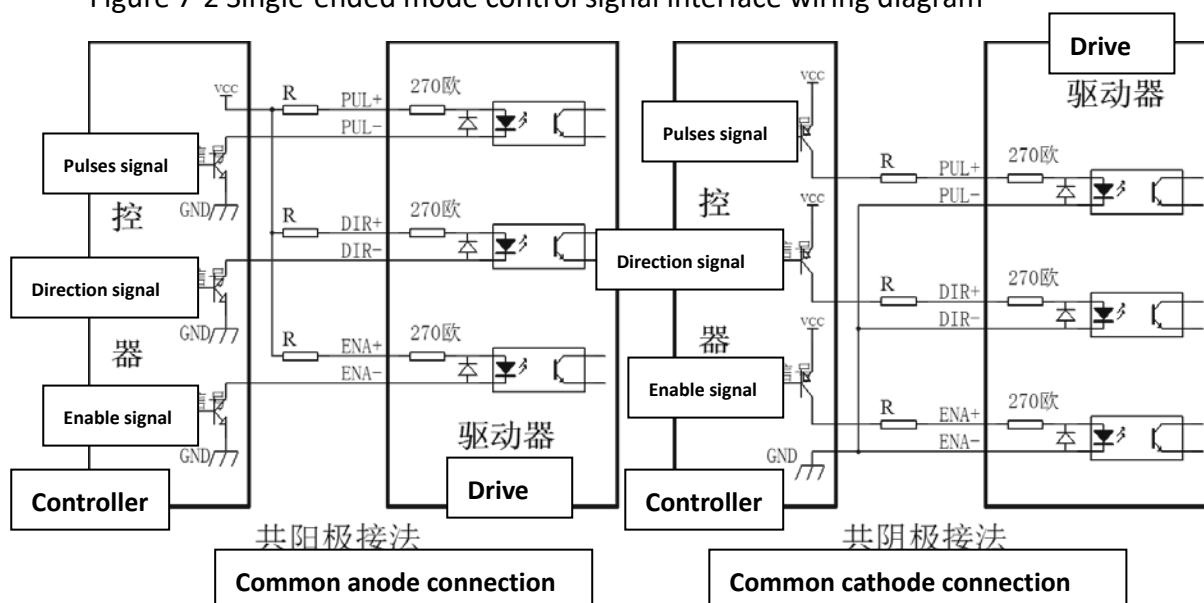 Figure 7-2 Single-ended mode control signal interface wiring diagram
VCC
R
PUL+
270欧
PUL-
Pulses signal
控
GND
R
DIR+
270欧
DIR-
Direction signal
GND
器
R
ENA+
270欧
ENA-
Enable signal
GND
驱动器
Controller
Drive
共阳极接法
Common anode connection
Drive
驱动器
VCC
Pulses signal
R
PUL+
270欧
PUL-
控
VCC
Direction signal
R
DIR+
270欧
DIR-
VCC
器
Enable signal
R
ENA+
270欧
ENA-
GND
Controller
共阴极接法
Common cathode connection